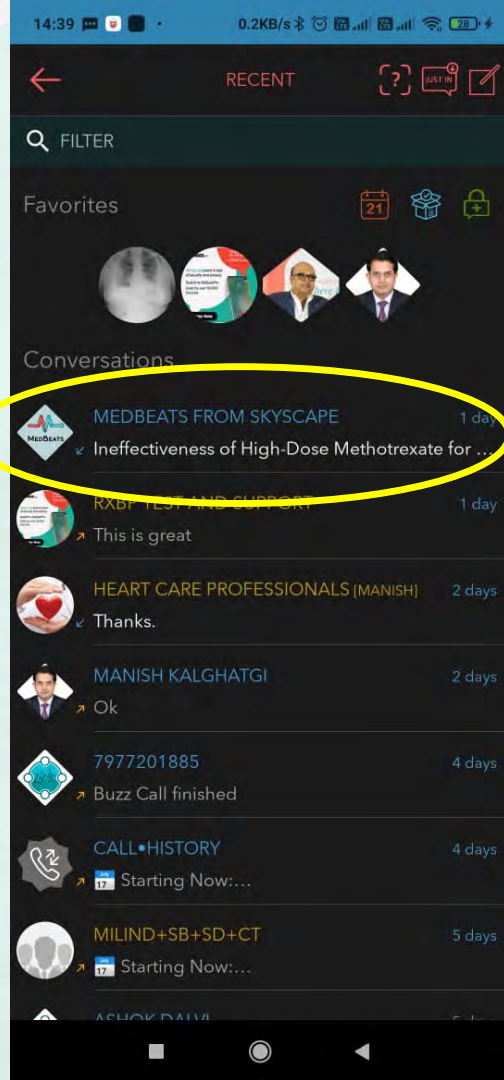 14:39
0.2KB/s
28
RECENT
JUST IN
FILTER
Favorites
21
Conversations
MEDBEATS FROM SKYSCAPE 1 day
MEDBEATS
Ineffectiveness of High-Dose Methotrexate for ...
RXBP TEST AND SUPPORT 1 day
This is great
HEART CARE PROFESSIONALS [MANISH] 2 days
Thanks.
MANISH KALGHATGI 2 days
Ok
7977201885 4 days
Buzz Call finished
CALL•HISTORY 4 days
17 Starting Now:...
MILIND+SB+SD+CT 5 days
17 Starting Now:...
ASHOK DALVI